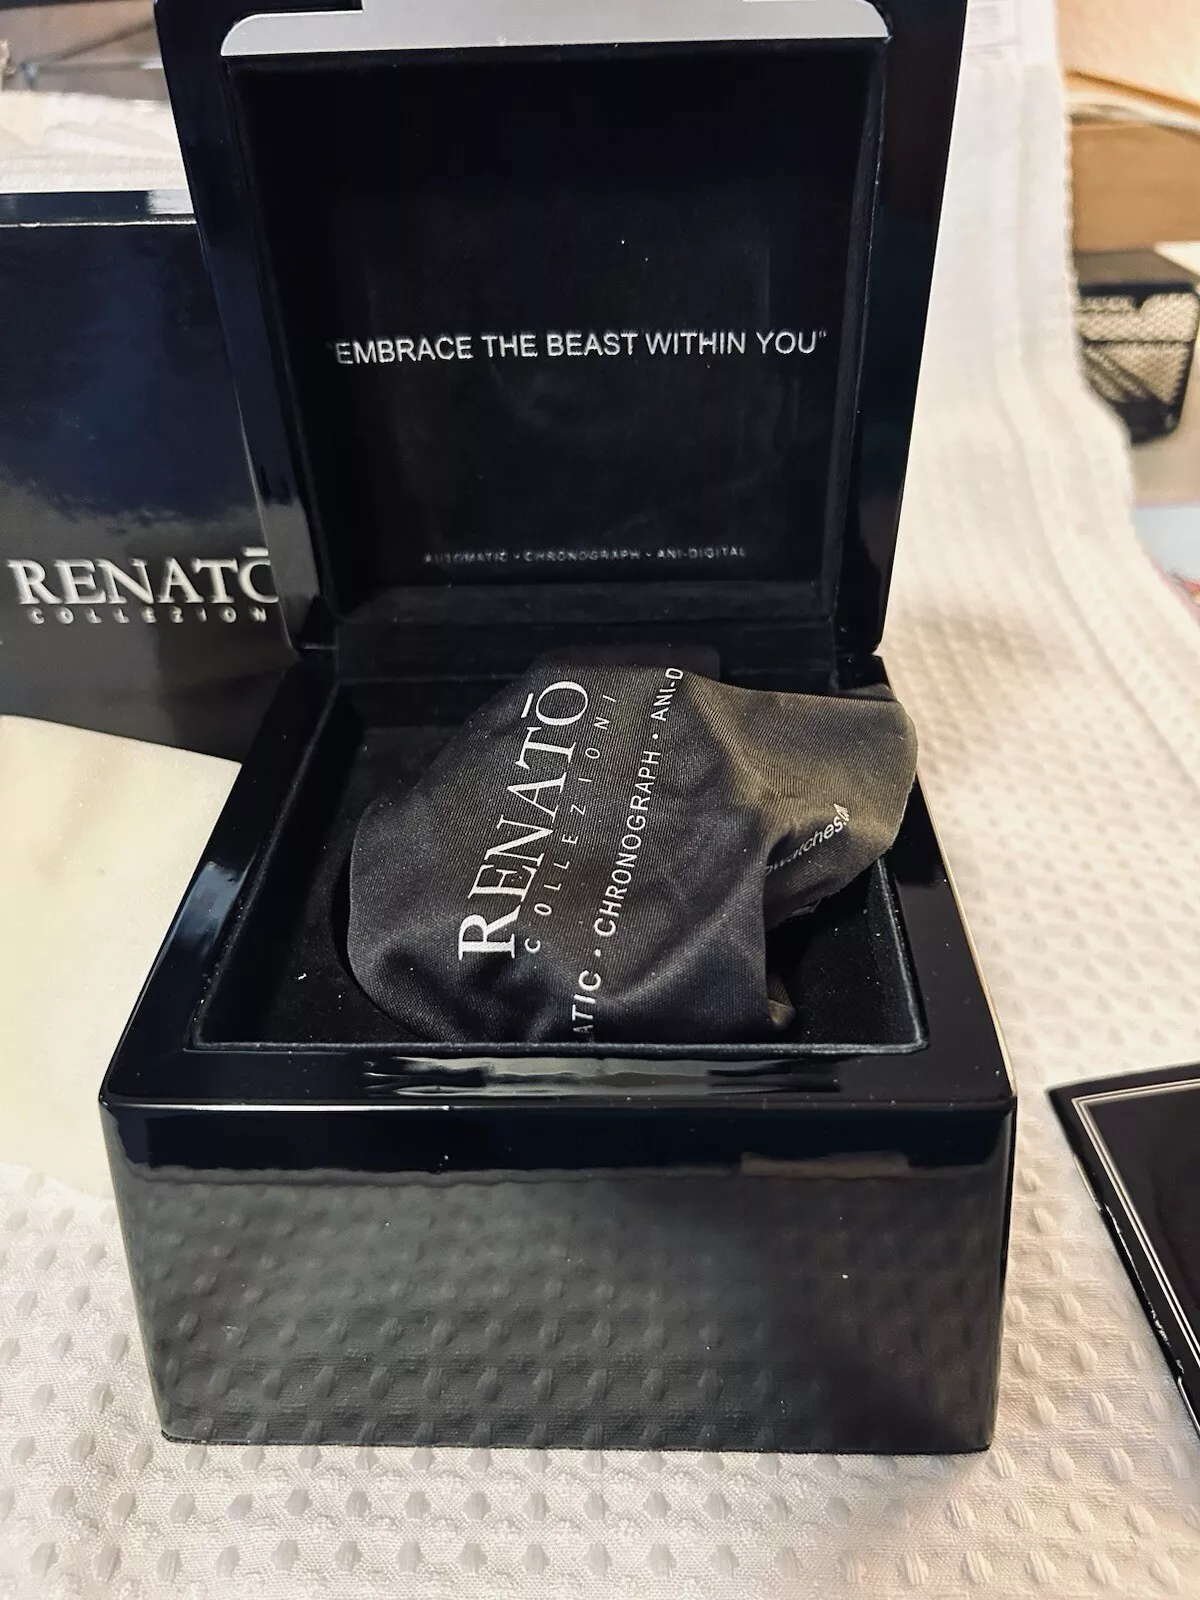 "EMBRACE THE BEAST WITHIN YOU"
AUTOMATIC • CHRONOGRAPH • ANI-DIGITAL
RENATŌ
COLLEZION
RENATŌ
COLLEZIONI
ATIC • CHRONOGRAPH • ANI-D